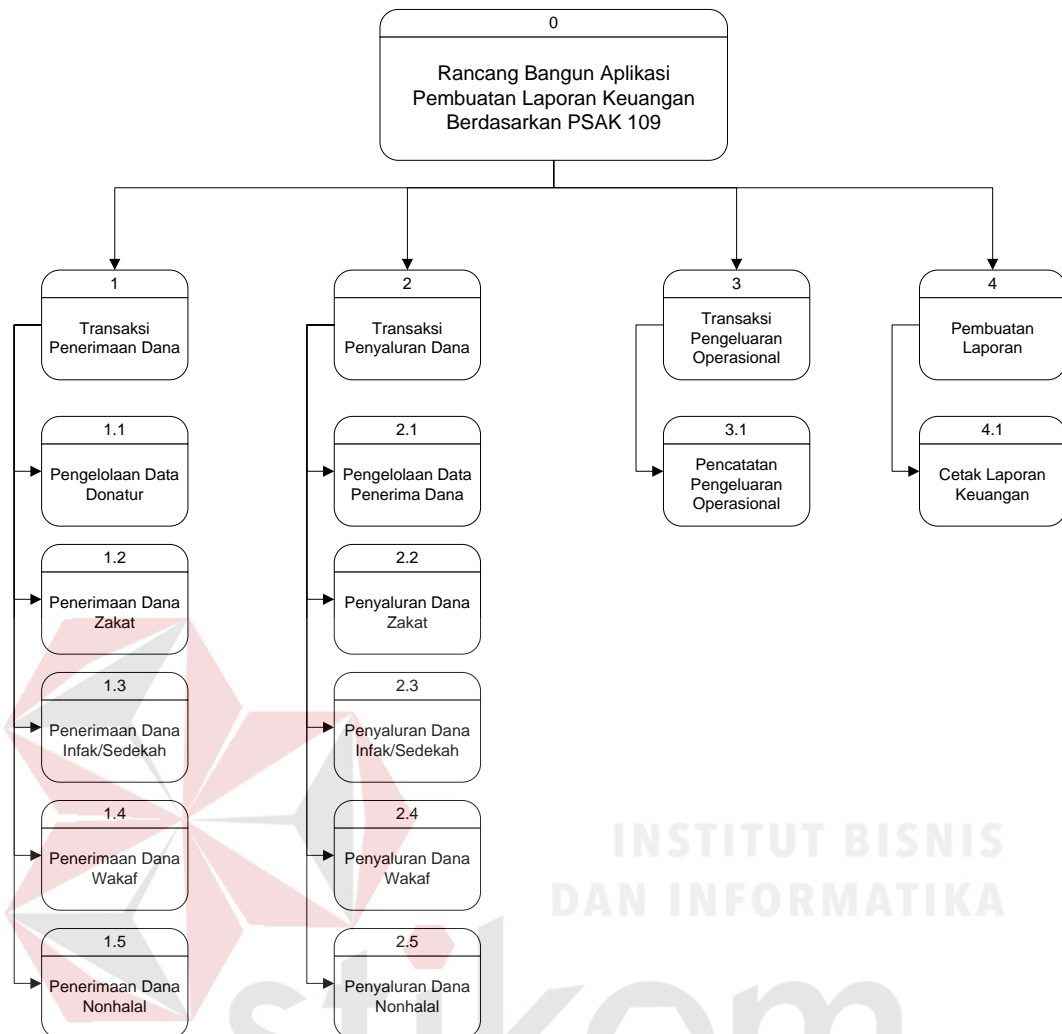 0
Rancang Bangun Aplikasi
Pembuatan Laporan Keuangan
Berdasarkan PSAK 109
1
Transaksi
Penerimaan Dana
2
Transaksi
Penyaluran Dana
3
Transaksi
Pengeluaran
Operasional
4
Pembuatan
Laporan
1.1
Pengelolaan Data
Donatur
2.1
Pengelolaan Data
Penerima Dana
3.1
Pencatatan
Pengeluaran
Operasional
4.1
Cetak Laporan
Keuangan
1.2
Penerimaan Dana
Zakat
2.2
Penyaluran Dana
Zakat
1.3
Penerimaan Dana
Infak/Sedekah
2.3
Penyaluran Dana
Infak/Sedekah
1.4
Penerimaan Dana
Wakaf
2.4
Penyaluran Dana
Wakaf
INSTITUT BISNIS
DAN INFORMATIKA
1.5
Penerimaan Dana
Nonhalal
2.5
Penyaluran Dana
Nonhalal
stikom